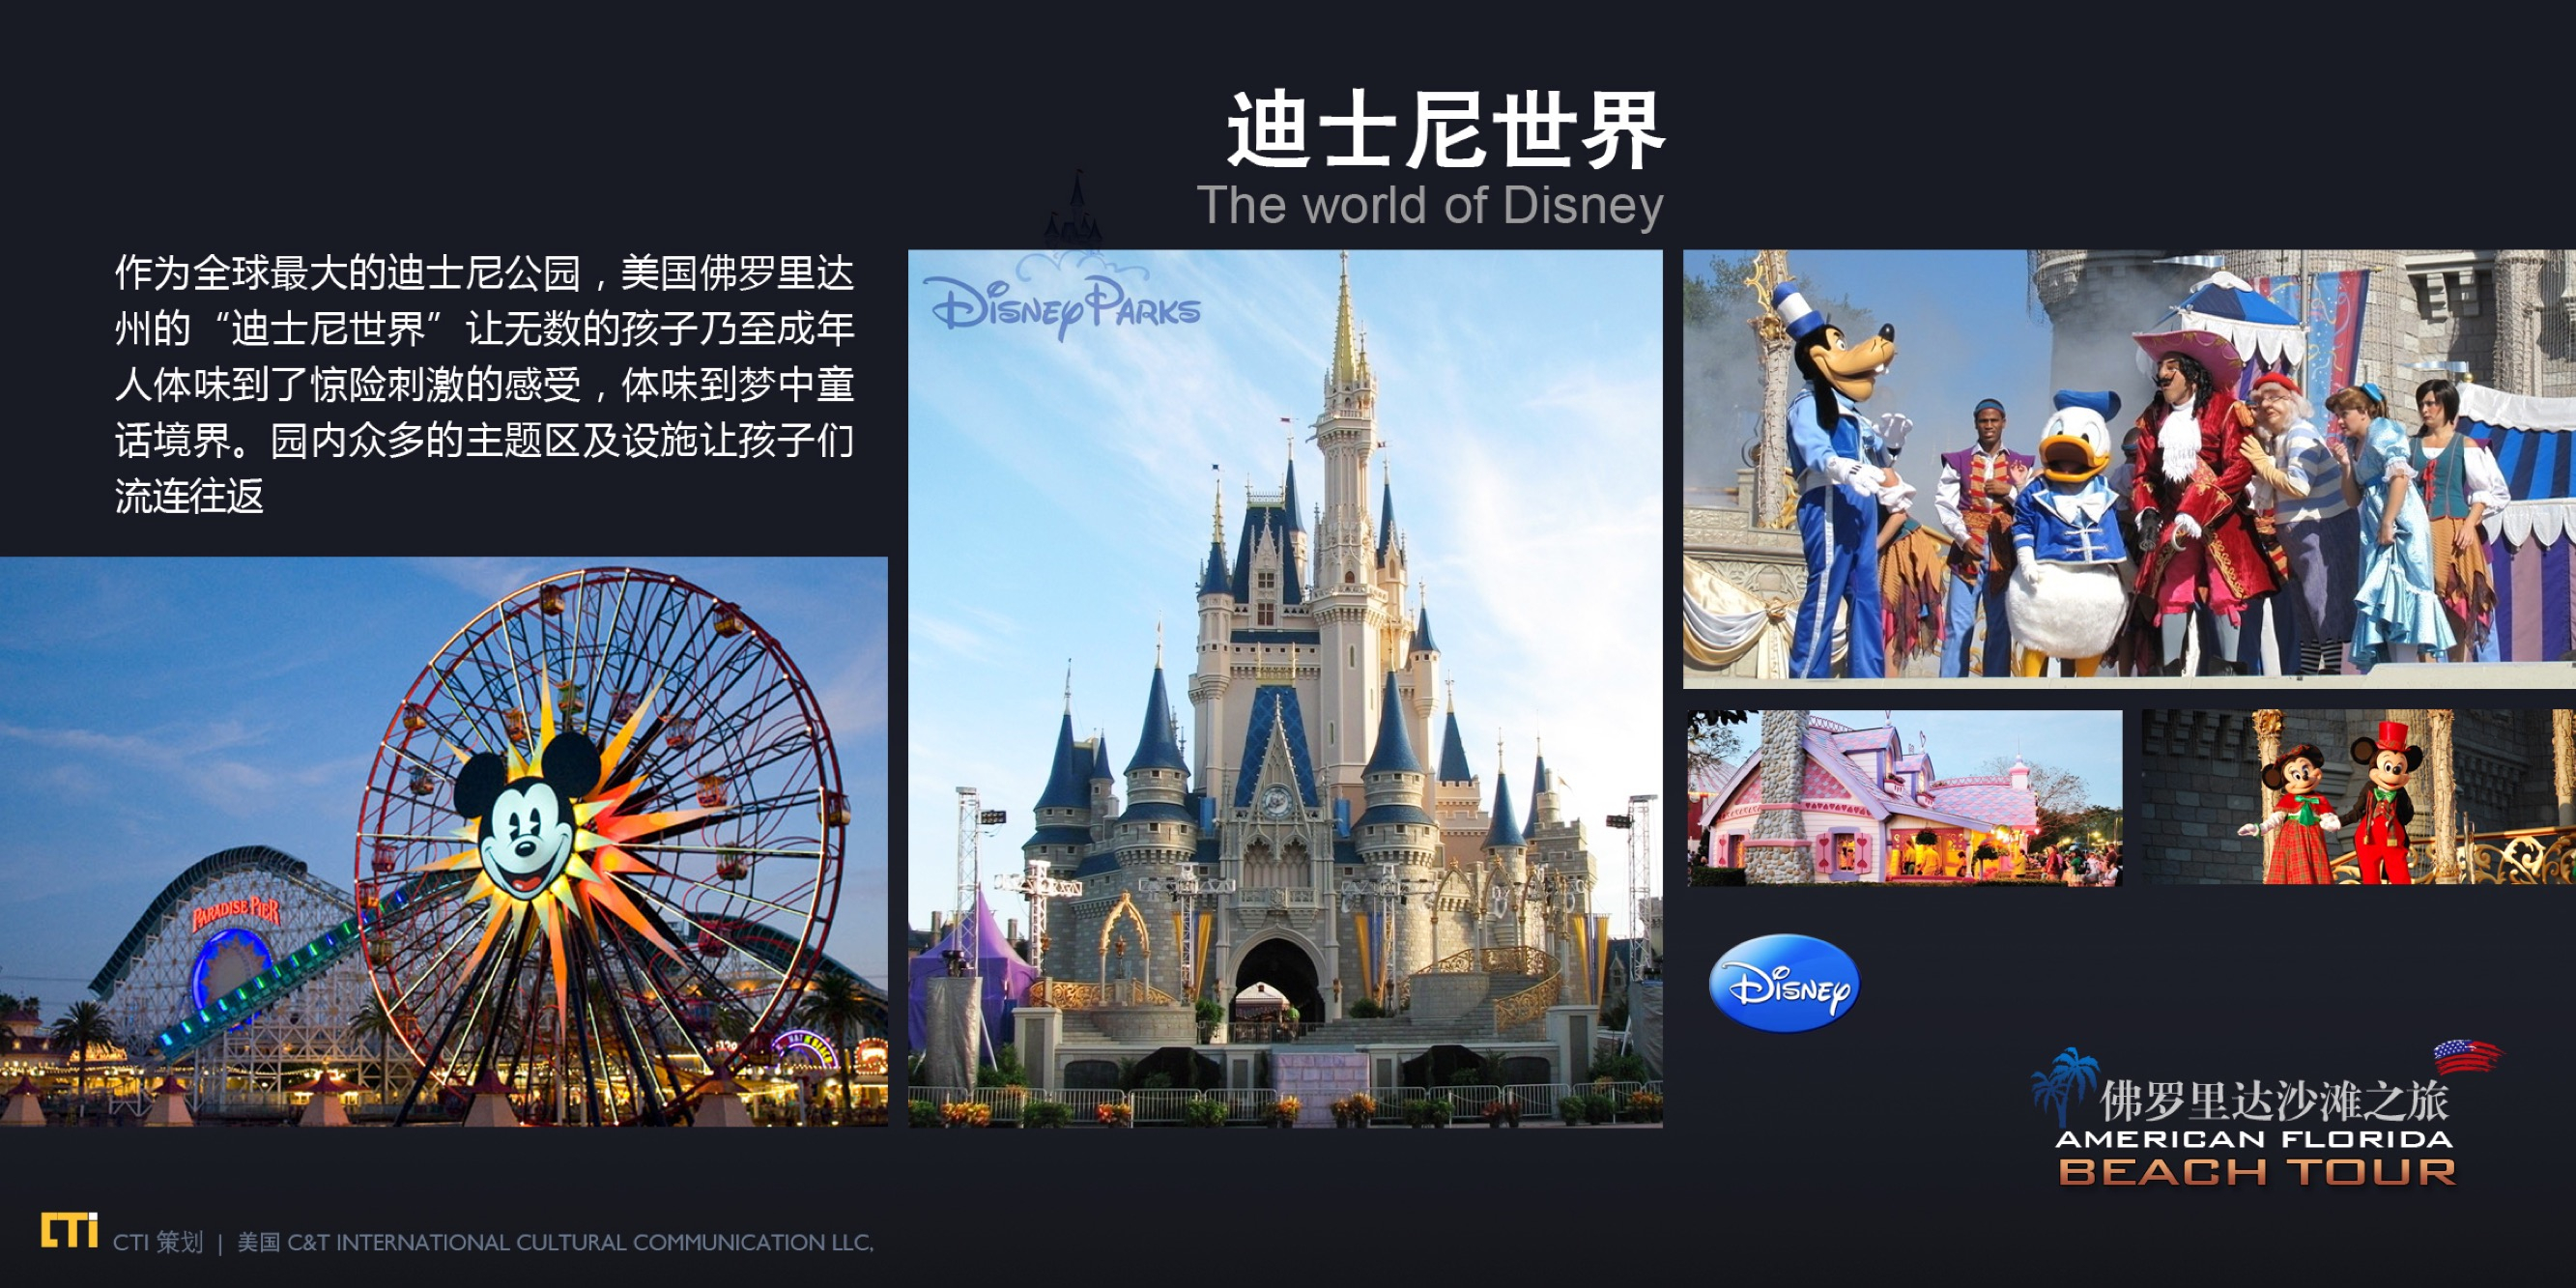 迪士尼世界
The world of Disney
作为全球最大的迪士尼公园，美国佛罗里达
州的“迪士尼世界”让无数的孩子乃至成年
人体味到了惊险刺激的感受，体味到梦中童
话境界。园内众多的主题区及设施让孩子们
流连往返
DISNEY PARKS
PARADISE PIER
DISNEY
佛罗里达沙滩之旅
AMERICAN FLORIDA
BEACH TOUR
CTi CTI 策划 | 美国 C&T INTERNATIONAL CULTURAL COMMUNICATION LLC,